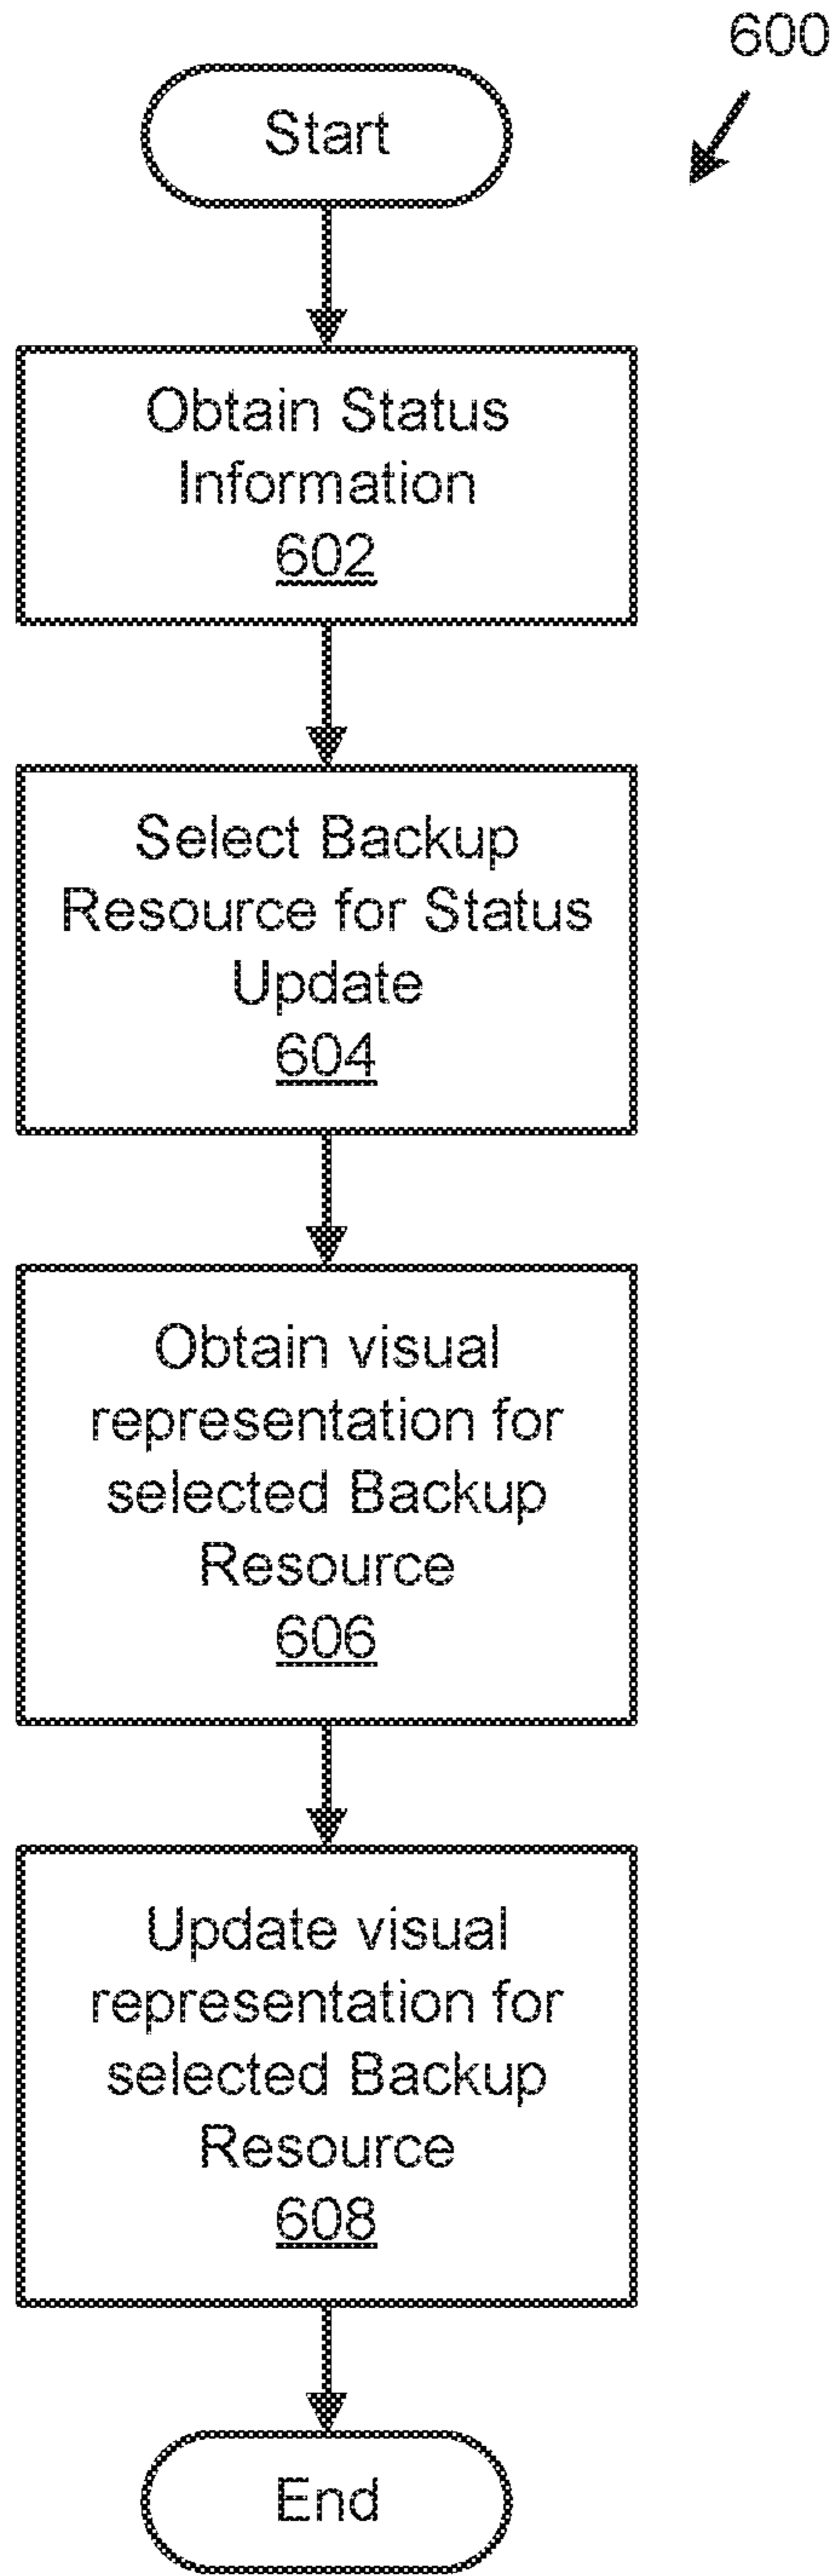 600
Start
Obtain Status
Information
602
Select Backup
Resource for Status
Update
604
Obtain visual
representation for
selected Backup
Resource
606
Update visual
representation for
selected Backup
Resource
608
End